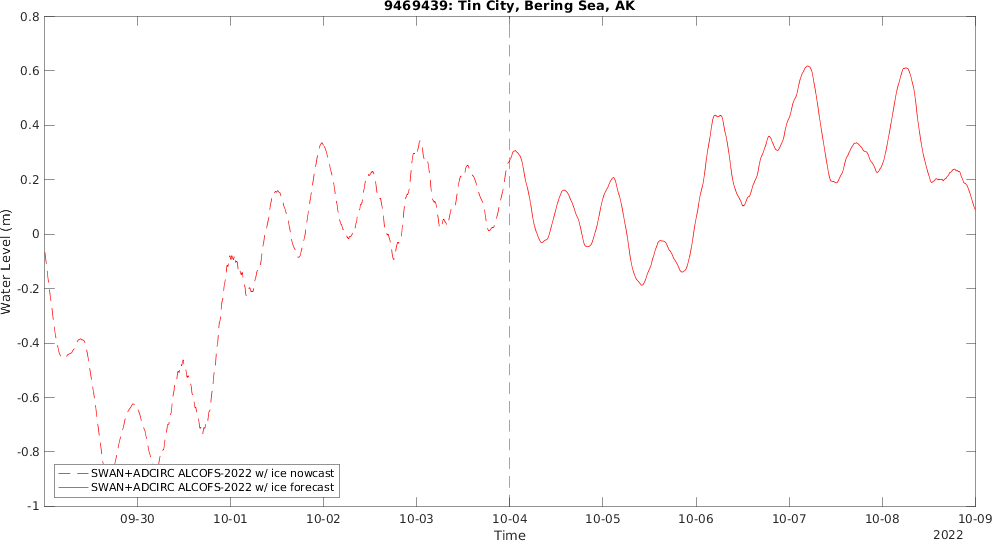 9469439: Tin City, Bering Sea, AK
0.8
0.6
0.4
0.2
0
-0.2
-0.4
-0.6
-0.8
-1
Water Level (m)
SWAN+ADCIRC ALCOFS-2022 w/ ice nowcast
SWAN+ADCIRC ALCOFS-2022 w/ ice forecast
09-30 10-01 10-02 10-03 10-04 10-05 10-06 10-07 10-08 10-09
Time
2022